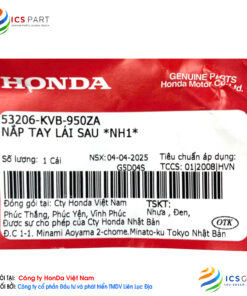 ICS PART
HONDA
GENUINE PARTS
Honda Motor Co., Ltd.
53206-KVB-950ZA
NẮP TAY LÁI SAU *NH1*
Số lượng: 1 Cái
NSX: 04-04-2025
G5D04S
Tiêu chuẩn áp dụng:
TCCS: 01|2008|HVN
Đóng gói tại: Cty Honda Việt Nam
Phúc Thắng, Phúc Yên, Vĩnh Phúc
TSKT:
Nhựa, Đen,
Được sự cho phép của Cty Honda Nhật Bản
OTK
Đ.C 1-1. Minami Aoyama 2-chome.Minato-ku Tokyo Nhật Bản
TẠI: Công ty HonDa Việt Nam
PHỐI TẠI: Công ty cổ phần Đầu tư và phát triển TMDV Liên Lục Địa